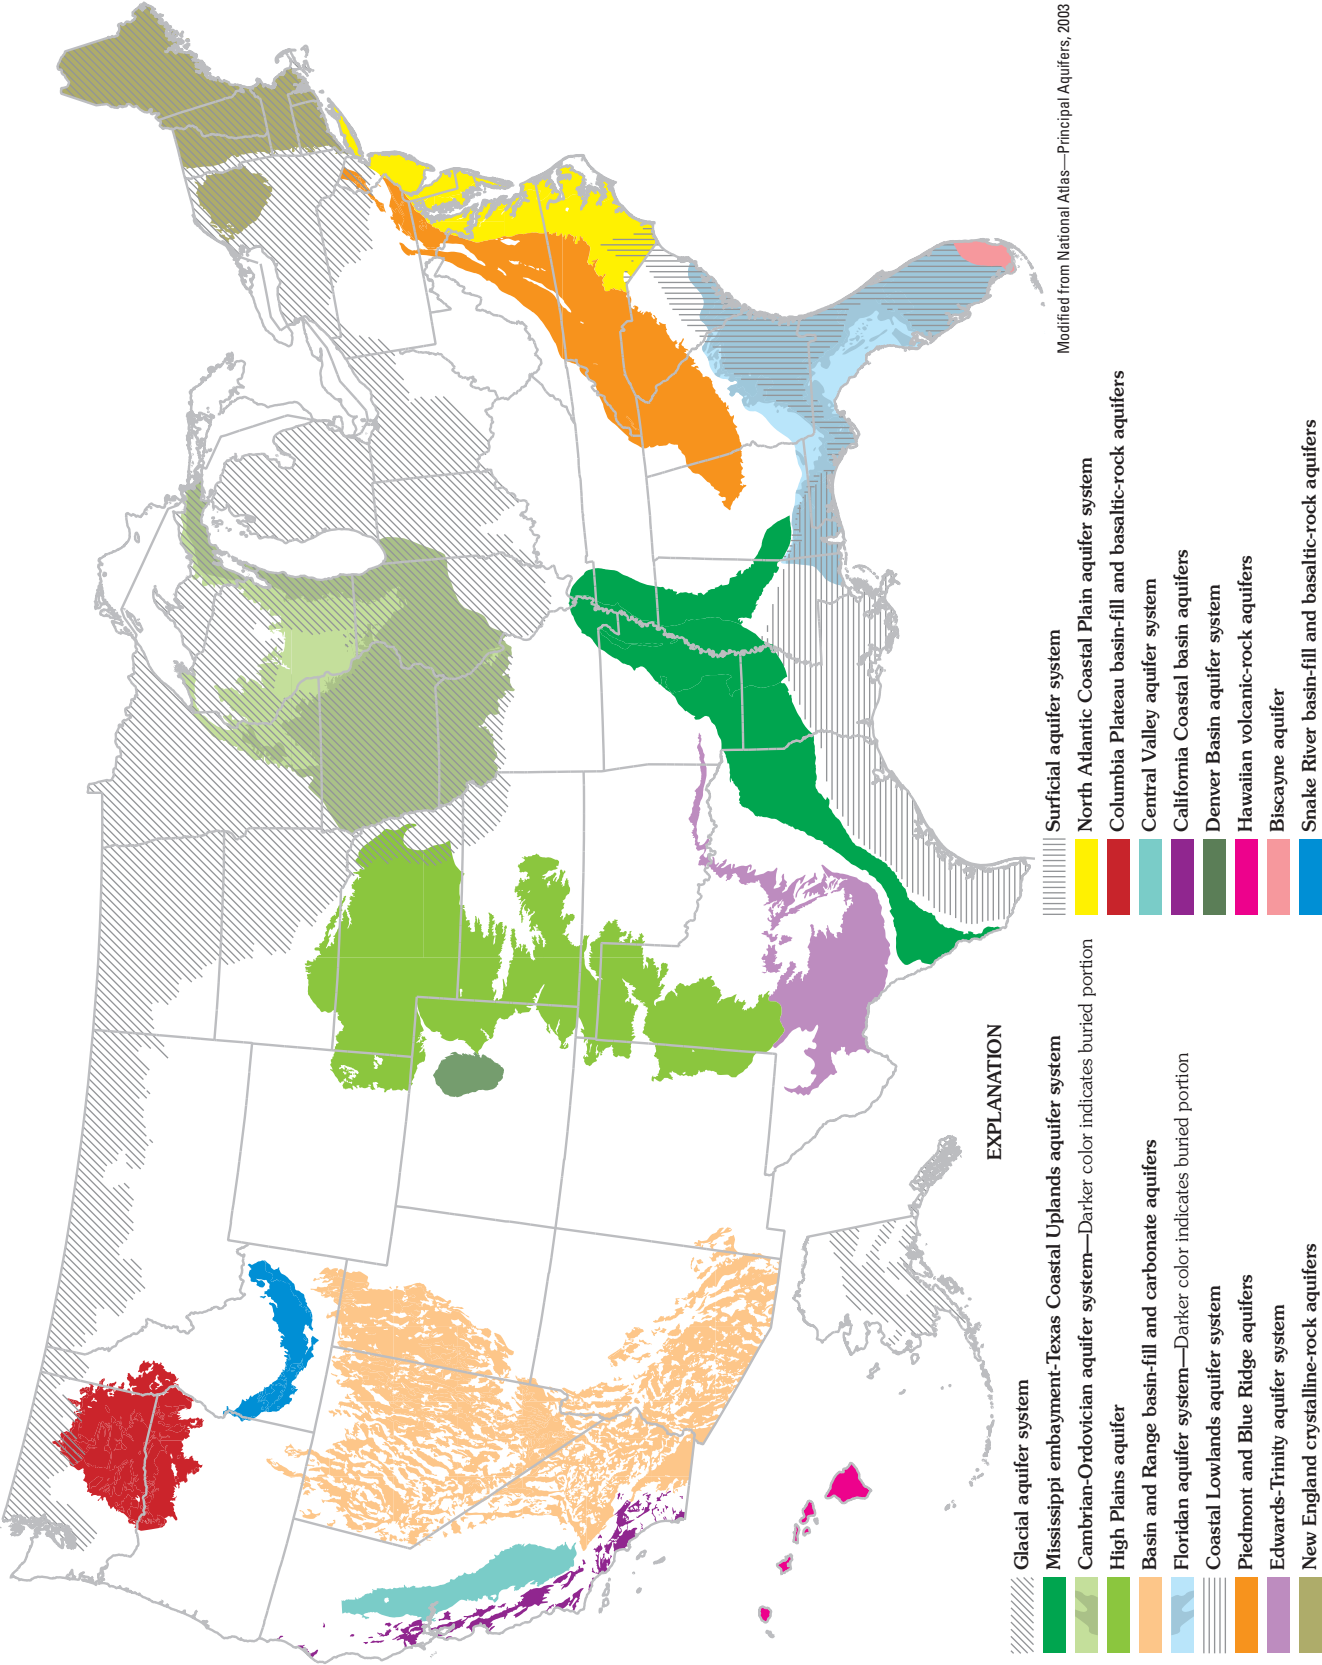 Modified from National Atlas—Principal Aquifers, 2003
EXPLANATION
Glacial aquifer system
Mississippi embayment-Texas Coastal Uplands aquifer system
Cambrian-Ordovician aquifer system—Darker color indicates buried portion
High Plains aquifer
Basin and Range basin-fill and carbonate aquifers
Floridan aquifer system—Darker color indicates buried portion
Coastal Lowlands aquifer system
Piedmont and Blue Ridge aquifers
Edwards-Trinity aquifer system
New England crystalline-rock aquifers
Surficial aquifer system
North Atlantic Coastal Plain aquifer system
Columbia Plateau basin-fill and basaltic-rock aquifers
Central Valley aquifer system
California Coastal basin aquifers
Denver Basin aquifer system
Hawaiian volcanic-rock aquifers
Biscayne aquifer
Snake River basin-fill and basaltic-rock aquifers